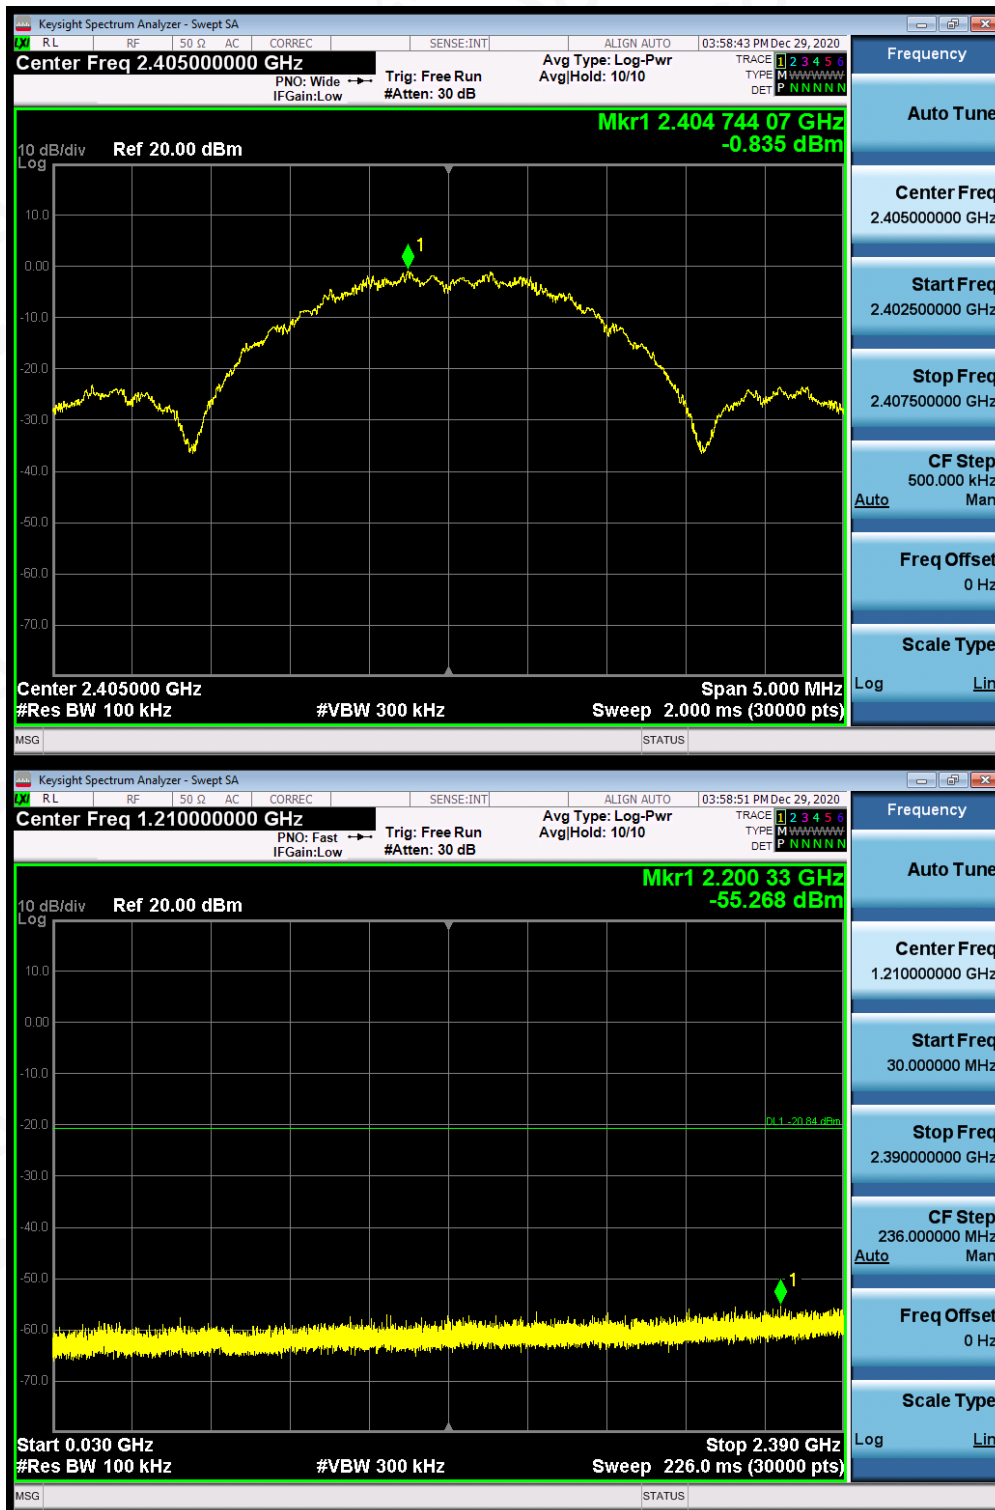 Keysight Spectrum Analyzer - Swept SA
LXI RL RF 50 Ω AC CORREC SENSE:INT ALIGN AUTO 03:58:43 PM Dec 29, 2020
Center Freq 2.405000000 GHz
PNO: Wide
IFGain:Low
Trig: Free Run
#Atten: 30 dB
Avg Type: Log-Pwr
Avg|Hold: 10/10
TRACE 1 2 3 4 5 6
TYPE M WWWWW
DET P N N N N N
Mkr1 2.404 744 07 GHz
-0.835 dBm
10 dB/div Ref 20.00 dBm
Log
1
10.0
0.00
-10.0
-20.0
-30.0
-40.0
-50.0
-60.0
-70.0
Center 2.405000 GHz Span 5.000 MHz
#Res BW 100 kHz #VBW 300 kHz Sweep 2.000 ms (30000 pts)
MSG STATUS
Frequency
Auto Tune
Center Freq
2.405000000 GHz
Start Freq
2.402500000 GHz
Stop Freq
2.407500000 GHz
CF Step
500.000 kHz
Auto Man
Freq Offset
0 Hz
Scale Type
Log Lin
Keysight Spectrum Analyzer - Swept SA
LXI RL RF 50 Ω AC CORREC SENSE:INT ALIGN AUTO 03:58:51 PM Dec 29, 2020
Center Freq 1.210000000 GHz
PNO: Fast
IFGain:Low
Trig: Free Run
#Atten: 30 dB
Avg Type: Log-Pwr
Avg|Hold: 10/10
TRACE 1 2 3 4 5 6
TYPE M WWWWW
DET P N N N N N
Mkr1 2.200 33 GHz
-55.268 dBm
10 dB/div Ref 20.00 dBm
Log
10.0
0.00
-10.0
-20.0
DL1 -20.84 dBm
-30.0
-40.0
-50.0
1
-60.0
-70.0
Start 0.030 GHz Stop 2.390 GHz
#Res BW 100 kHz #VBW 300 kHz Sweep 226.0 ms (30000 pts)
MSG STATUS
Frequency
Auto Tune
Center Freq
1.210000000 GHz
Start Freq
30.000000 MHz
Stop Freq
2.390000000 GHz
CF Step
236.000000 MHz
Auto Man
Freq Offset
0 Hz
Scale Type
Log Lin